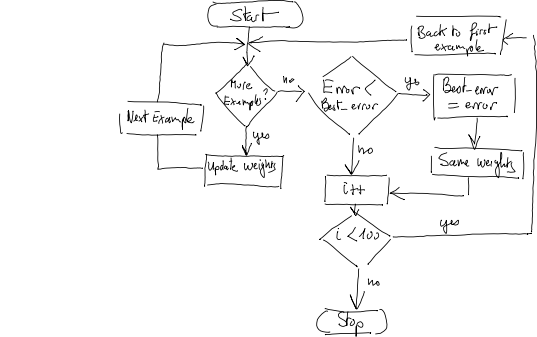 Start
Back to first
example
More
Examples?
no
Error <
Best_error
yes
Best_error
= error
Next Example
yes
Update weights
no
Save weights
i++
i < 100
yes
no
Stop